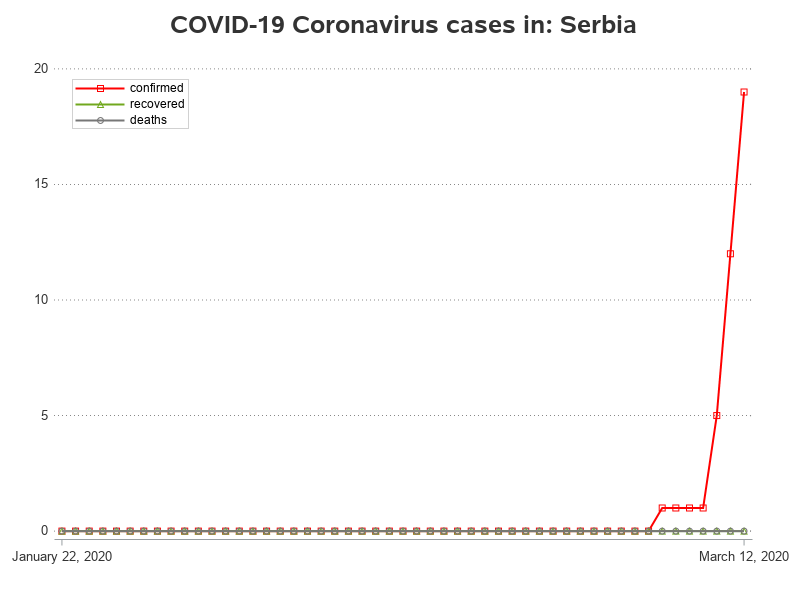 COVID-19 Coronavirus cases in: Serbia
20
confirmed
recovered
deaths
15
10
5
0
January 22, 2020
March 12, 2020